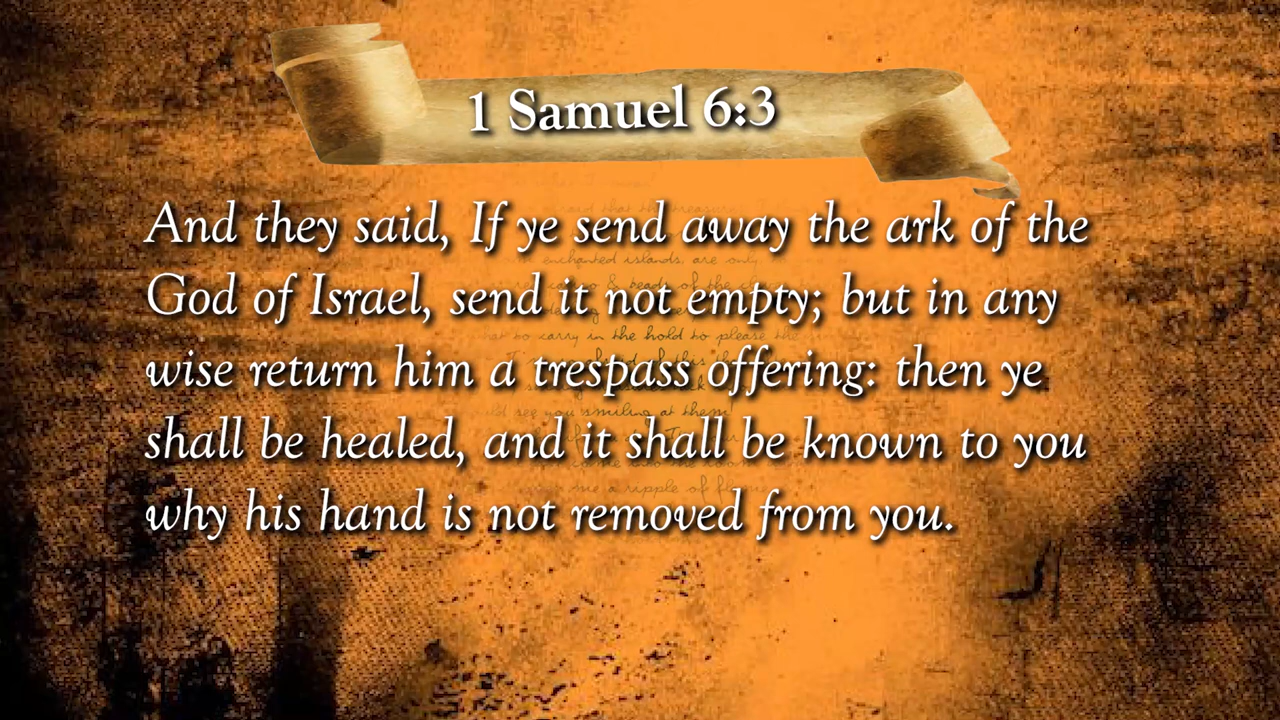 1 Samuel 6:3
And they said, If ye send away the ark of the
God of Israel, send it not empty; but in any
wise return him a trespass offering: then ye
shall be healed, and it shall be known to you
why his hand is not removed from you.